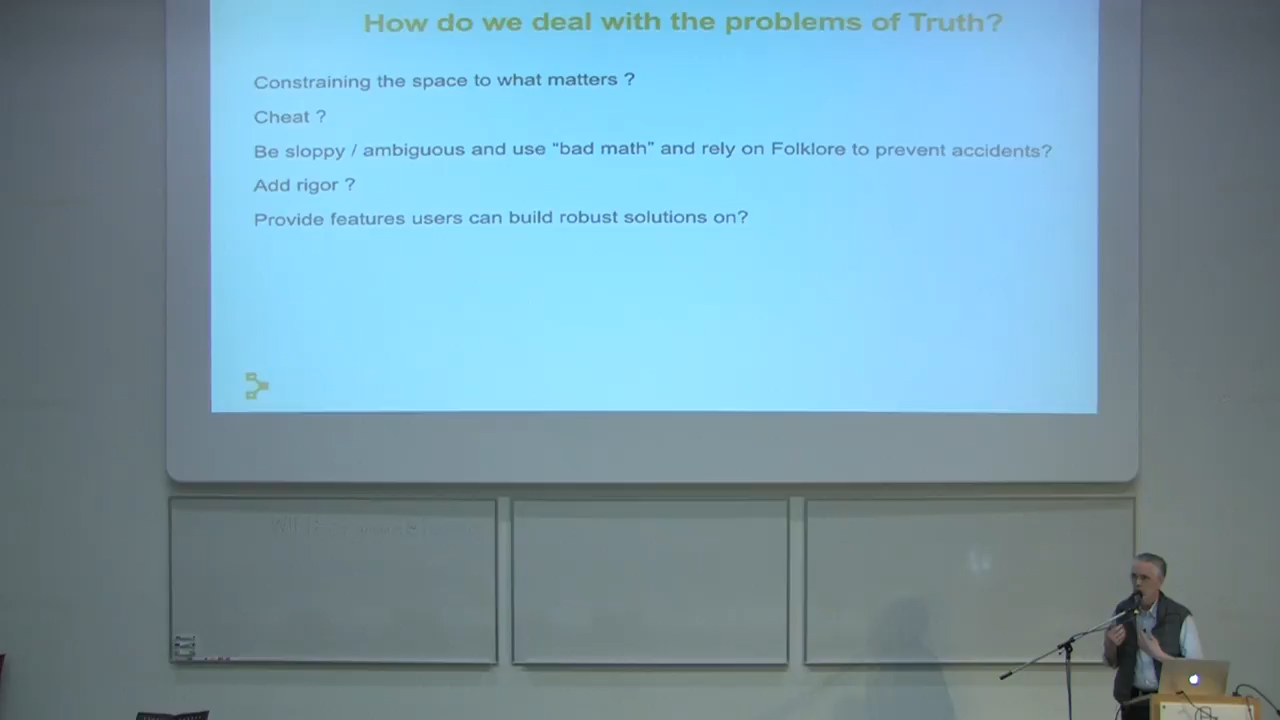 How do we deal with the problems of Truth?
Constraining the space to what matters ?
Cheat ?
Be sloppy / ambiguous and use “bad math” and rely on Folklore to prevent accidents?
Add rigor ?
Provide features users can build robust solutions on?